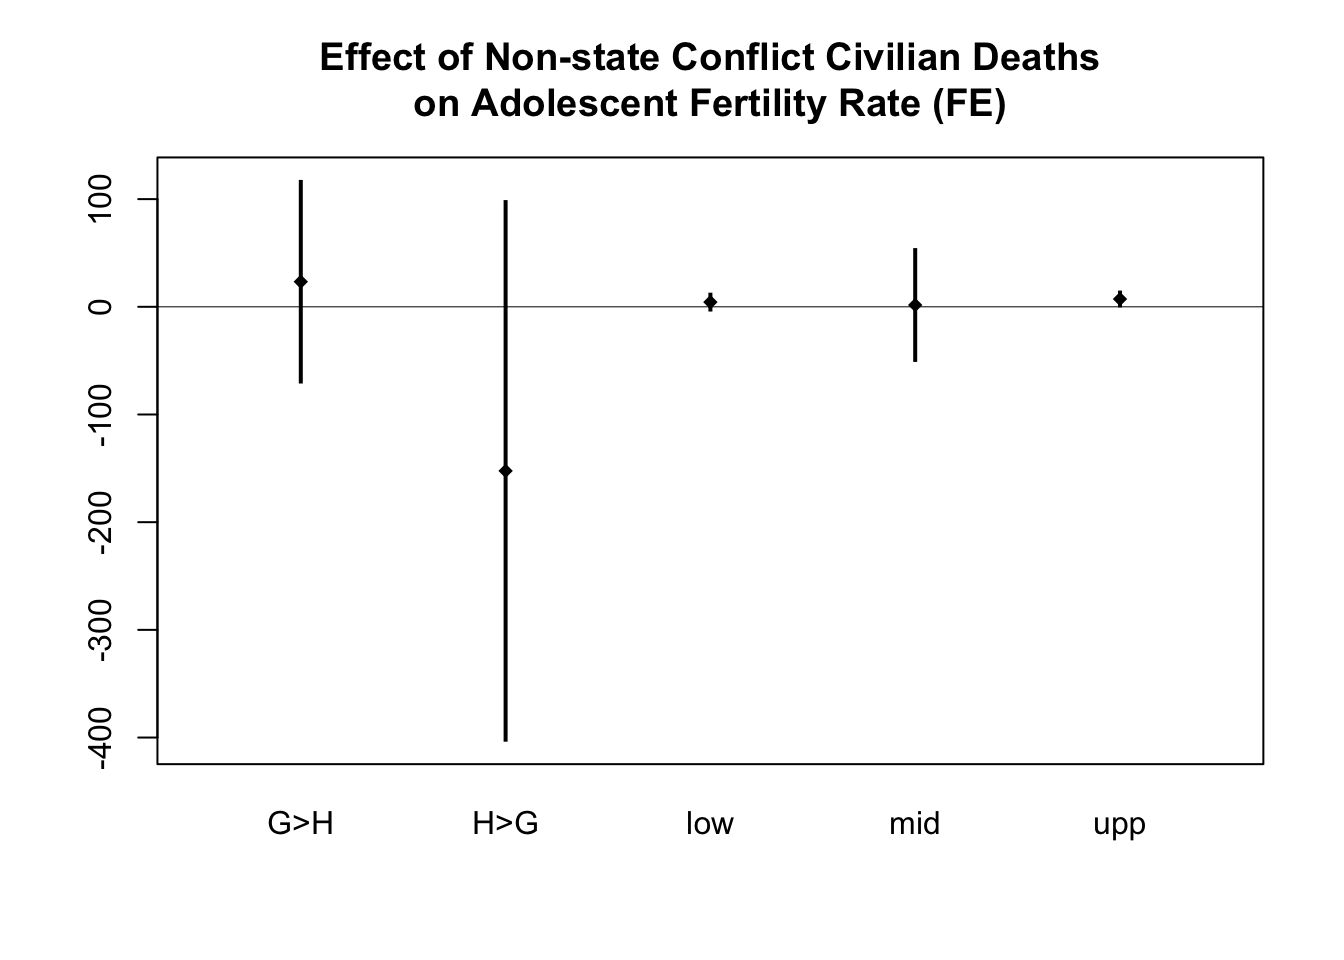 Effect of Non-state Conflict Civilian Deaths
on Adolescent Fertility Rate (FE)
100
0
-100
-200
-300
-400
G>H H>G low mid upp